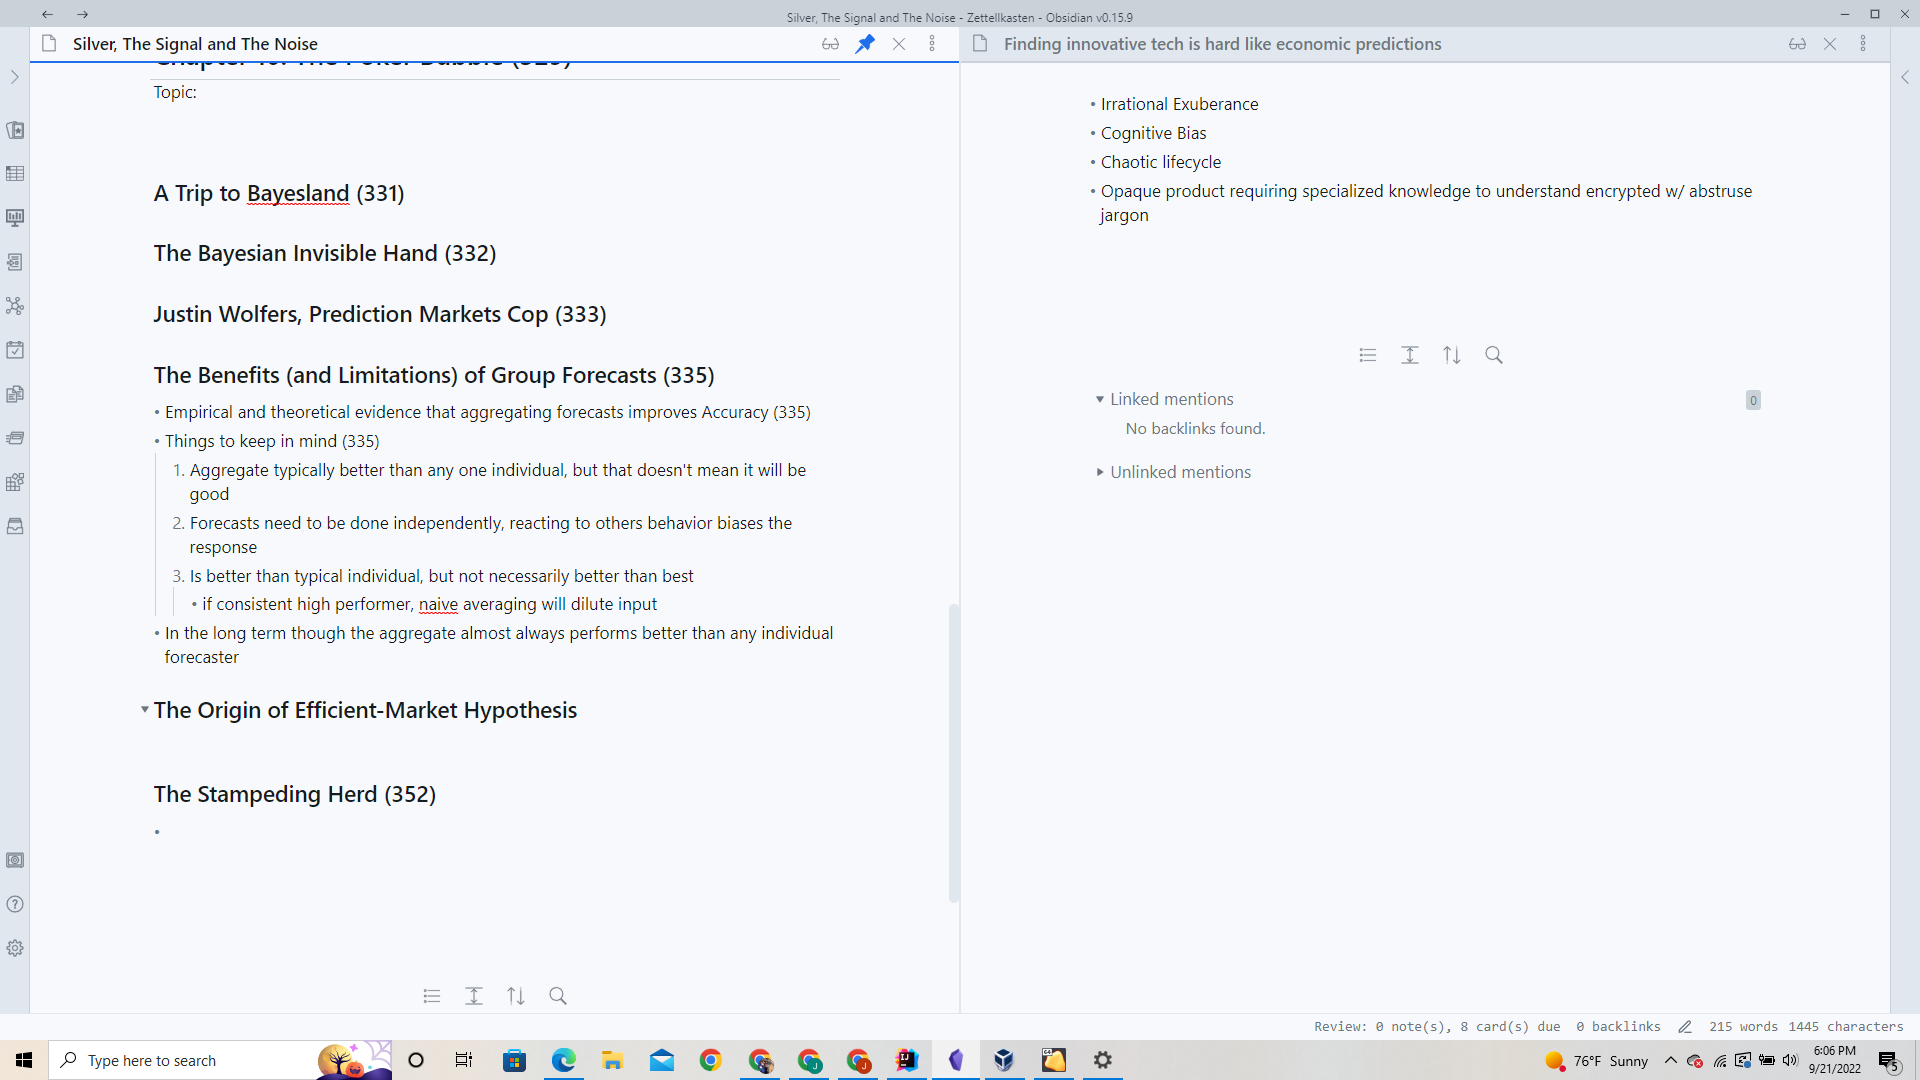 Silver, The Signal and The Noise - Zettellkasten - Obsidian v0.15.9
Silver, The Signal and The Noise
Chapter 10: The Poker Bubble (329)
Topic:
A Trip to Bayesland (331)
The Bayesian Invisible Hand (332)
Justin Wolfers, Prediction Markets Cop (333)
The Benefits (and Limitations) of Group Forecasts (335)
• Empirical and theoretical evidence that aggregating forecasts improves Accuracy (335)
• Things to keep in mind (335)
1. Aggregate typically better than any one individual, but that doesn't mean it will be
good
2. Forecasts need to be done independently, reacting to others behavior biases the
response
3. Is better than typical individual, but not necessarily better than best
• if consistent high performer, naive averaging will dilute input
• In the long term though the aggregate almost always performs better than any individual
forecaster
The Origin of Efficient-Market Hypothesis
The Stampeding Herd (352)
•
Finding innovative tech is hard like economic predictions
• Irrational Exuberance
• Cognitive Bias
• Chaotic lifecycle
• Opaque product requiring specialized knowledge to understand encrypted w/ abstruse
jargon
Linked mentions
0
No backlinks found.
Unlinked mentions
Review: 0 note(s), 8 card(s) due 0 backlinks 215 words 1445 characters
Type here to search
76°F Sunny
6:06 PM
9/21/2022
5